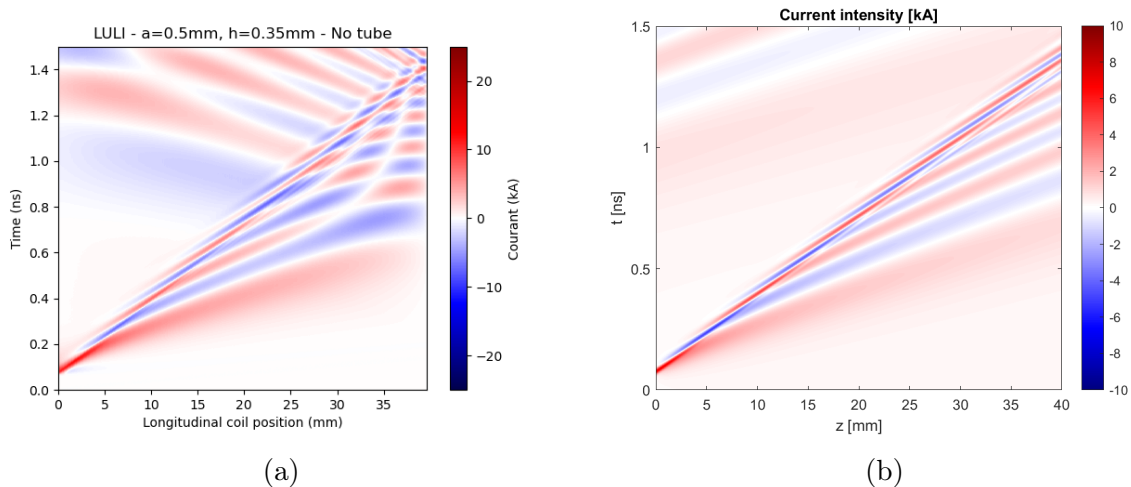 LULI - a=0.5mm, h=0.35mm - No tube
1.4
1.2
1.0
0.8
0.6
0.4
0.2
0.0
Time (ns)
0 5 10 15 20 25 30 35
Longitudinal coil position (mm)
20
10
0
−10
−20
Courant (kA)
(a)
Current intensity [kA]
1.5
1
0.5
0
t [ns]
0 5 10 15 20 25 30 35 40
z [mm]
10
8
6
4
2
0
-2
-4
-6
-8
-10
(b)